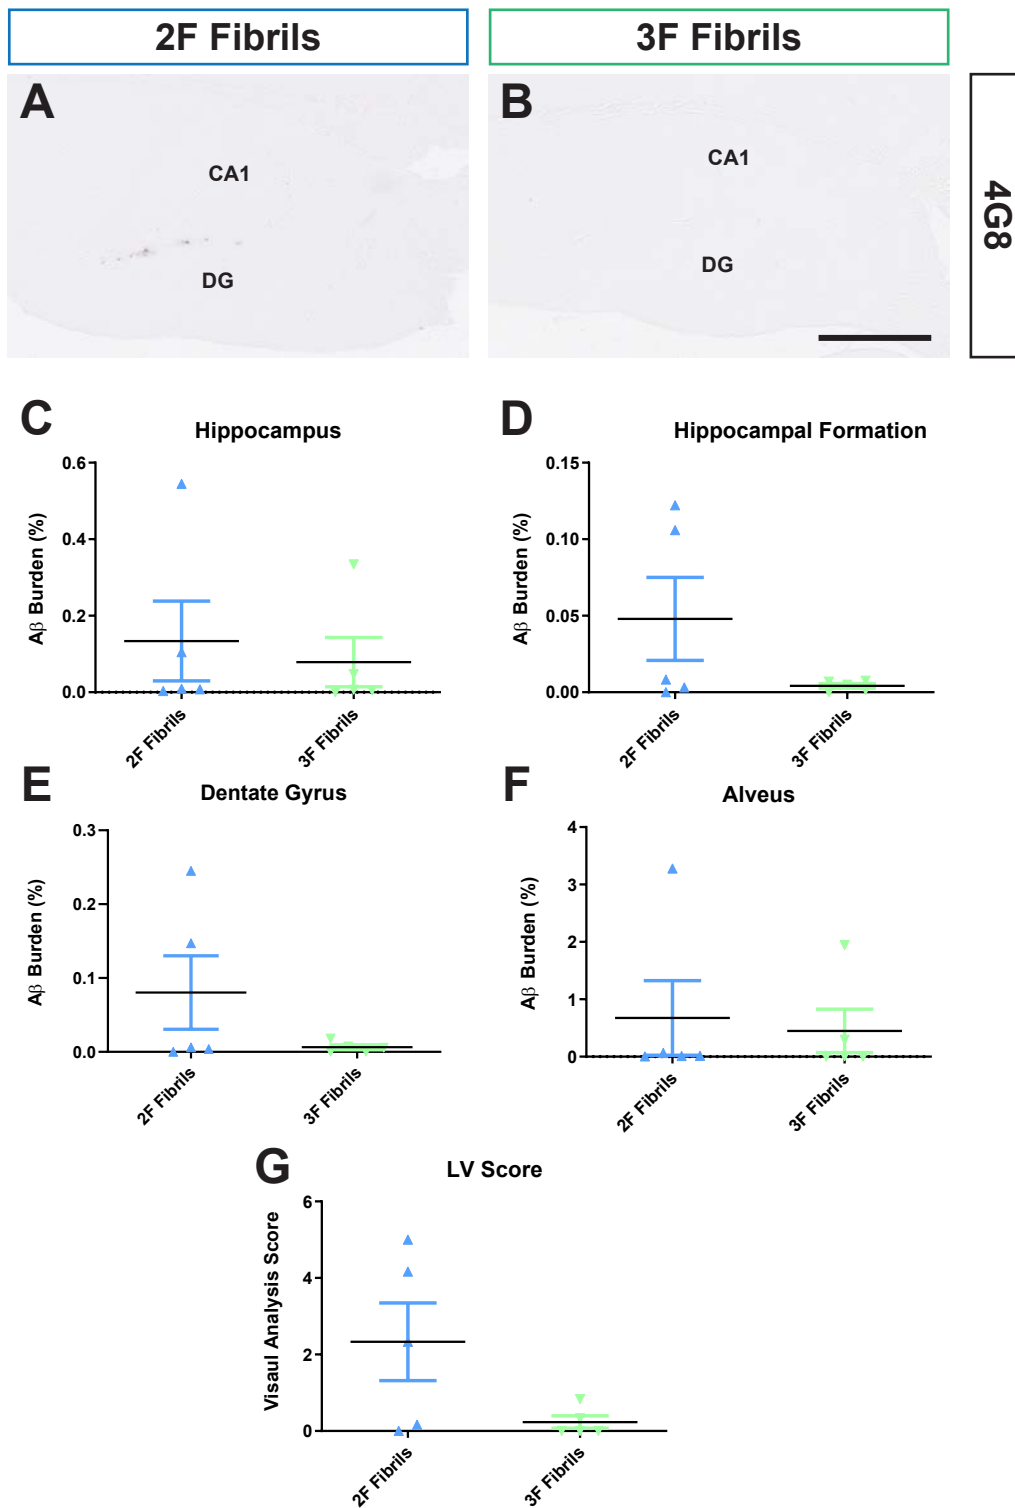 2F Fibrils
3F Fibrils
A
CA1
DG
B
CA1
DG
4G8
C
Hippocampus
Aβ Burden (%)
0.6
0.4
0.2
0.0
2F Fibrils
3F Fibrils
D
Hippocampal Formation
Aβ Burden (%)
0.15
0.10
0.05
0.00
2F Fibrils
3F Fibrils
E
Dentate Gyrus
Aβ Burden (%)
0.3
0.2
0.1
0.0
2F Fibrils
3F Fibrils
F
Alveus
Aβ Burden (%)
4
3
2
1
0
2F Fibrils
3F Fibrils
G
LV Score
Visaul Analysis Score
6
4
2
0
2F Fibrils
3F Fibrils